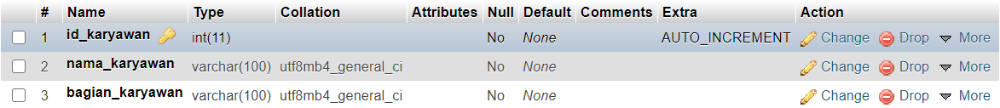 # Name Type Collation Attributes Null Default Comments Extra Action
1 id_karyawan int(11) No None AUTO_INCREMENT Change Drop More
2 nama_karyawan varchar(100) utf8mb4_general_ci No None Change Drop More
3 bagian_karyawan varchar(100) utf8mb4_general_ci No None Change Drop More